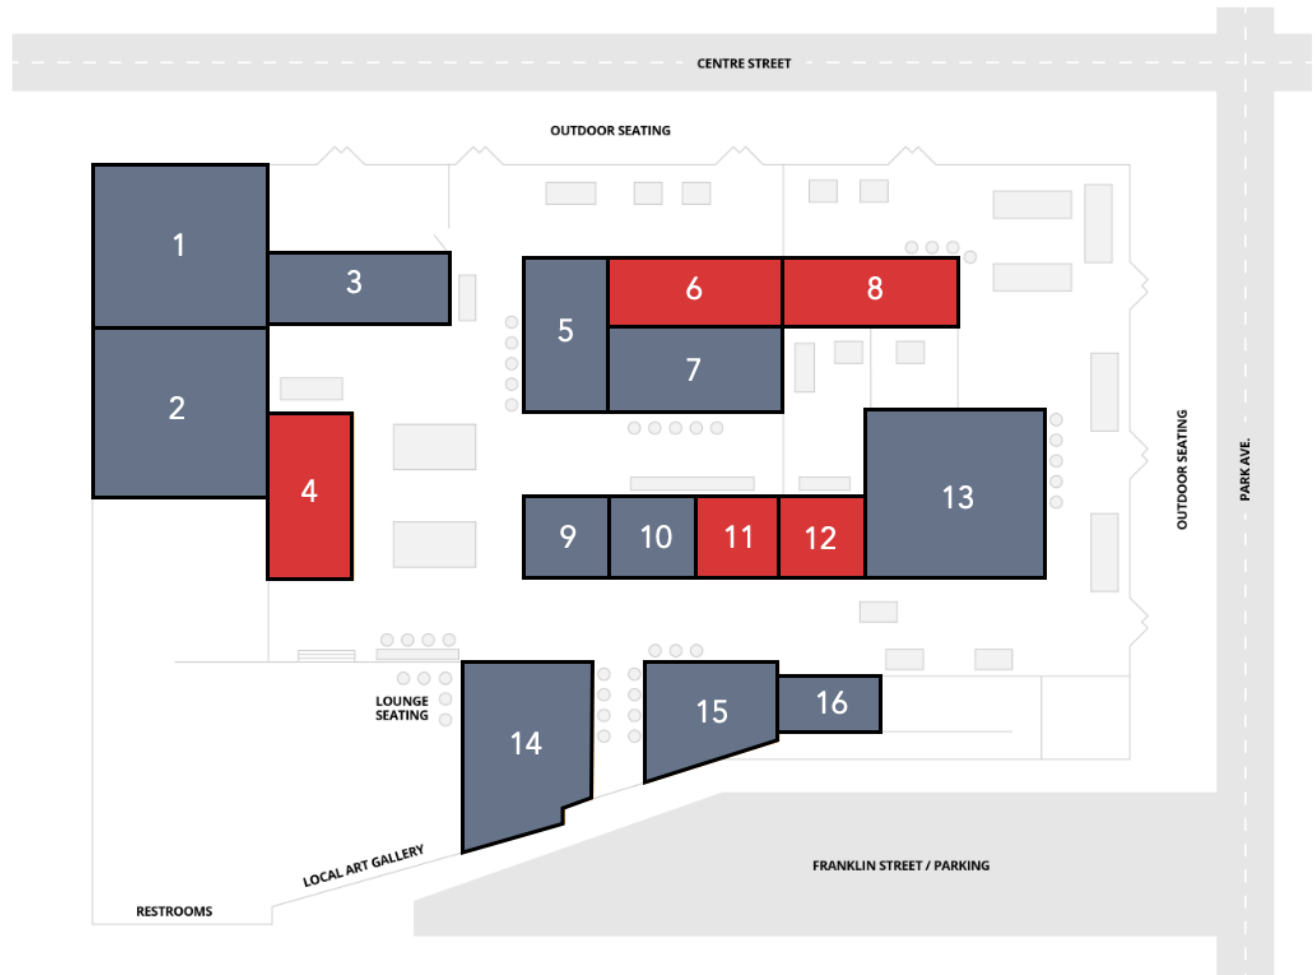 CENTRE STREET
OUTDOOR SEATING
1
3
6
8
5
7
2
4
13
9
10
11
12
OUTDOOR SEATING
PARK AVE.
LOUNGE
SEATING
14
15
16
LOCAL ART GALLERY
FRANKLIN STREET / PARKING
RESTROOMS